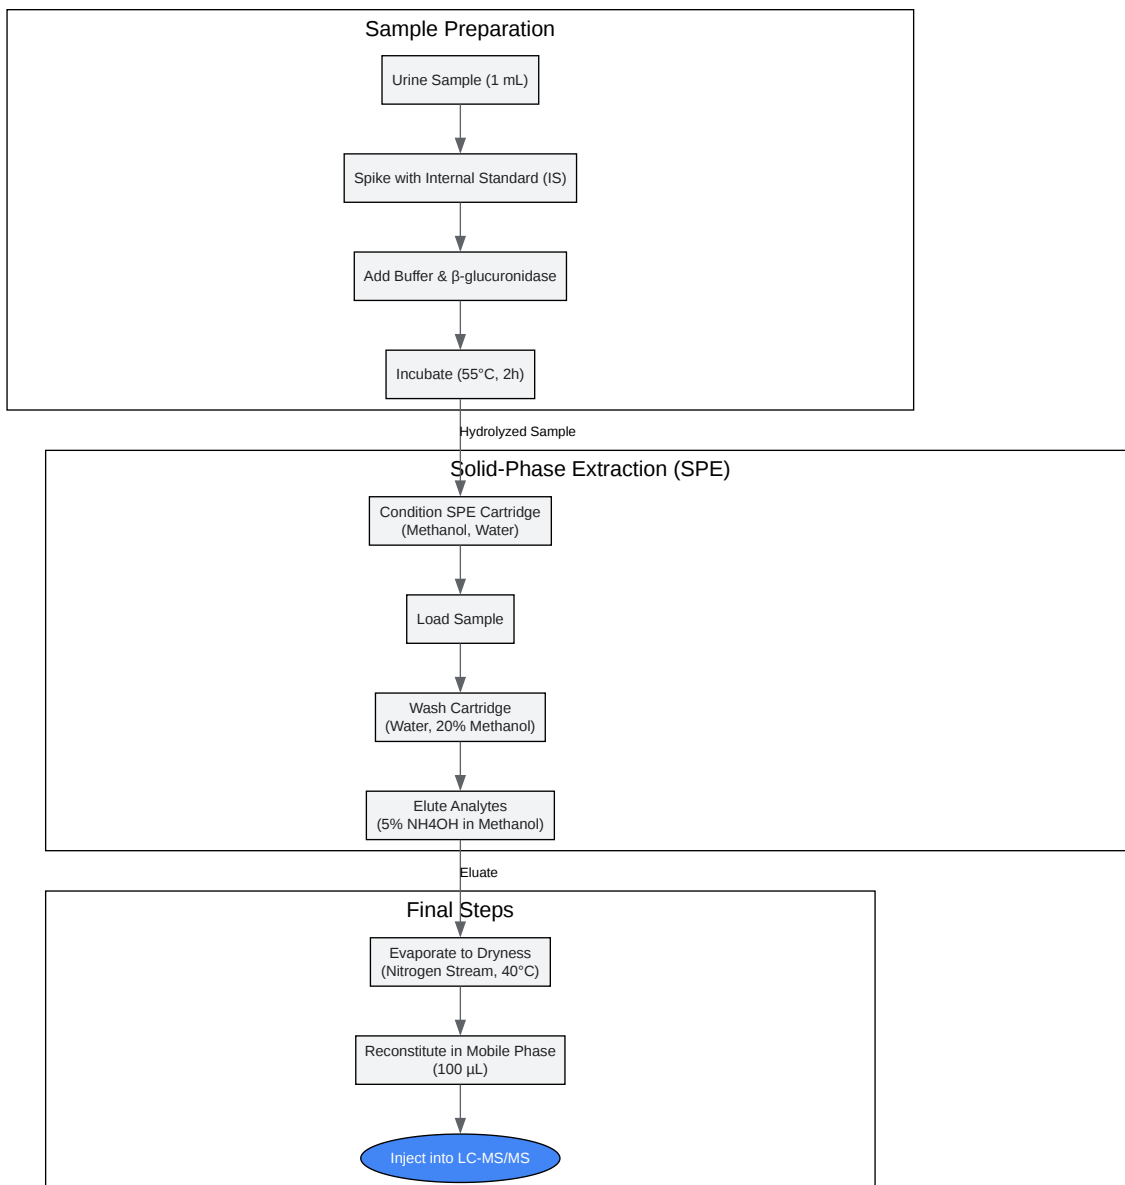 Sample Preparation
Urine Sample (1 mL)
Spike with Internal Standard (IS)
Add Buffer & β-glucuronidase
Incubate (55°C, 2h)
Hydrolyzed Sample
Solid-Phase Extraction (SPE)
Condition SPE Cartridge
(Methanol, Water)
Load Sample
Wash Cartridge
(Water, 20% Methanol)
Elute Analytes
(5% NH4OH in Methanol)
Eluate
Final Steps
Evaporate to Dryness
(Nitrogen Stream, 40°C)
Reconstitute in Mobile Phase
(100 µL)
Inject into LC-MS/MS